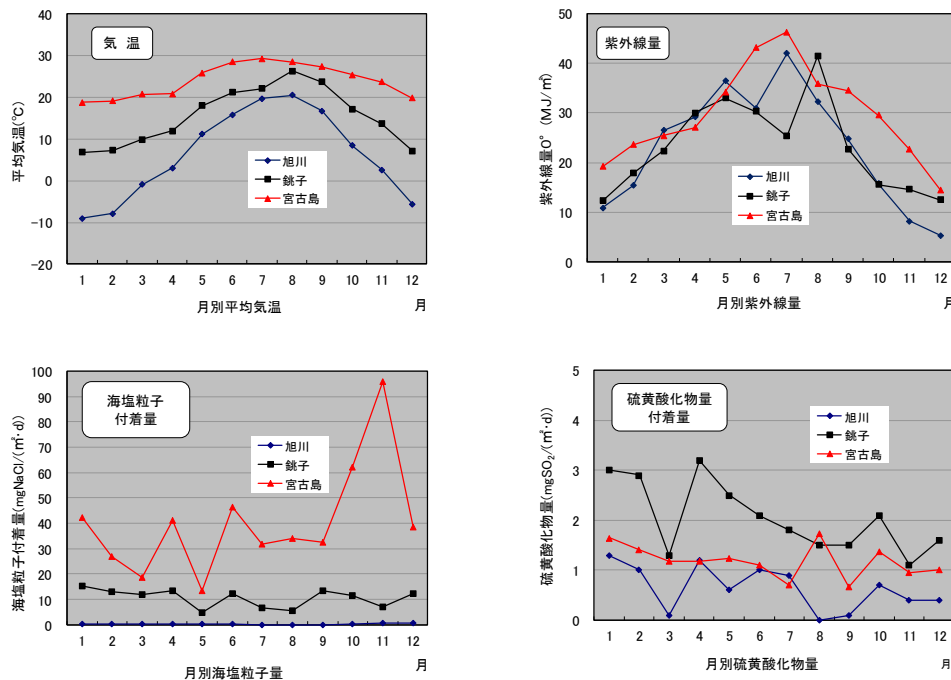 気 温
平均気温(℃)
40
30
20
10
0
−10
−20
旭川
銚子
宮古島
1 2 3 4 5 6 7 8 9 10 11 12
月別平均気温 月
紫外線量
紫外線量0° (MJ/㎡)
50
40
30
20
10
0
旭川
銚子
宮古島
1 2 3 4 5 6 7 8 9 10 11 12
月別紫外線量 月
海塩粒子
付着量
海塩粒子付着量(mgNaCl/(㎡·d)
100
90
80
70
60
50
40
30
20
10
0
旭川
銚子
宮古島
1 2 3 4 5 6 7 8 9 10 11 12
月別海塩粒子量 月
硫黄酸化物量
付着量
硫黄酸化物量(mgSO₂/(㎡·d))
5
4
3
2
1
0
旭川
銚子
宮古島
1 2 3 4 5 6 7 8 9 10 11 12
月別硫黄酸化物量 月